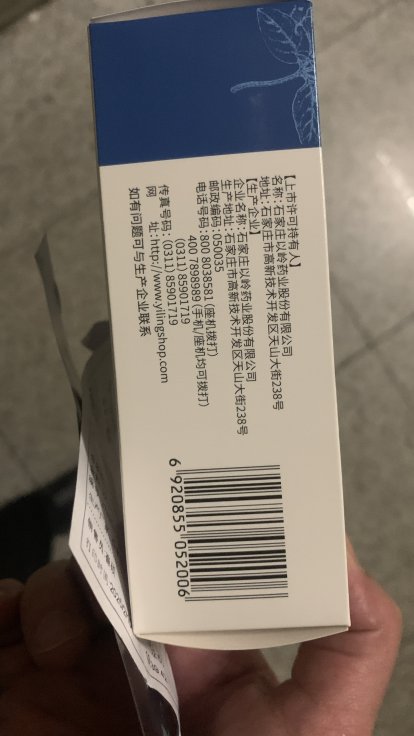 【上市许可持有人】
名称:石家庄以岭药业股份有限公司
地址:石家庄市高新技术开发区天山大街238号
【生产企业】
企业名称:石家庄以岭药业股份有限公司
生产地址:石家庄市高新技术开发区天山大街238号
邮政编码:050035
电话号码:800 8038581(座机拨打)
400 7898989(手机/座机均可拨打)
(0311)85901719
传真号码:(0311)85901719
网 址:http://www.yilingshop.com
如有问题可与生产企业联系
6 920855 052006